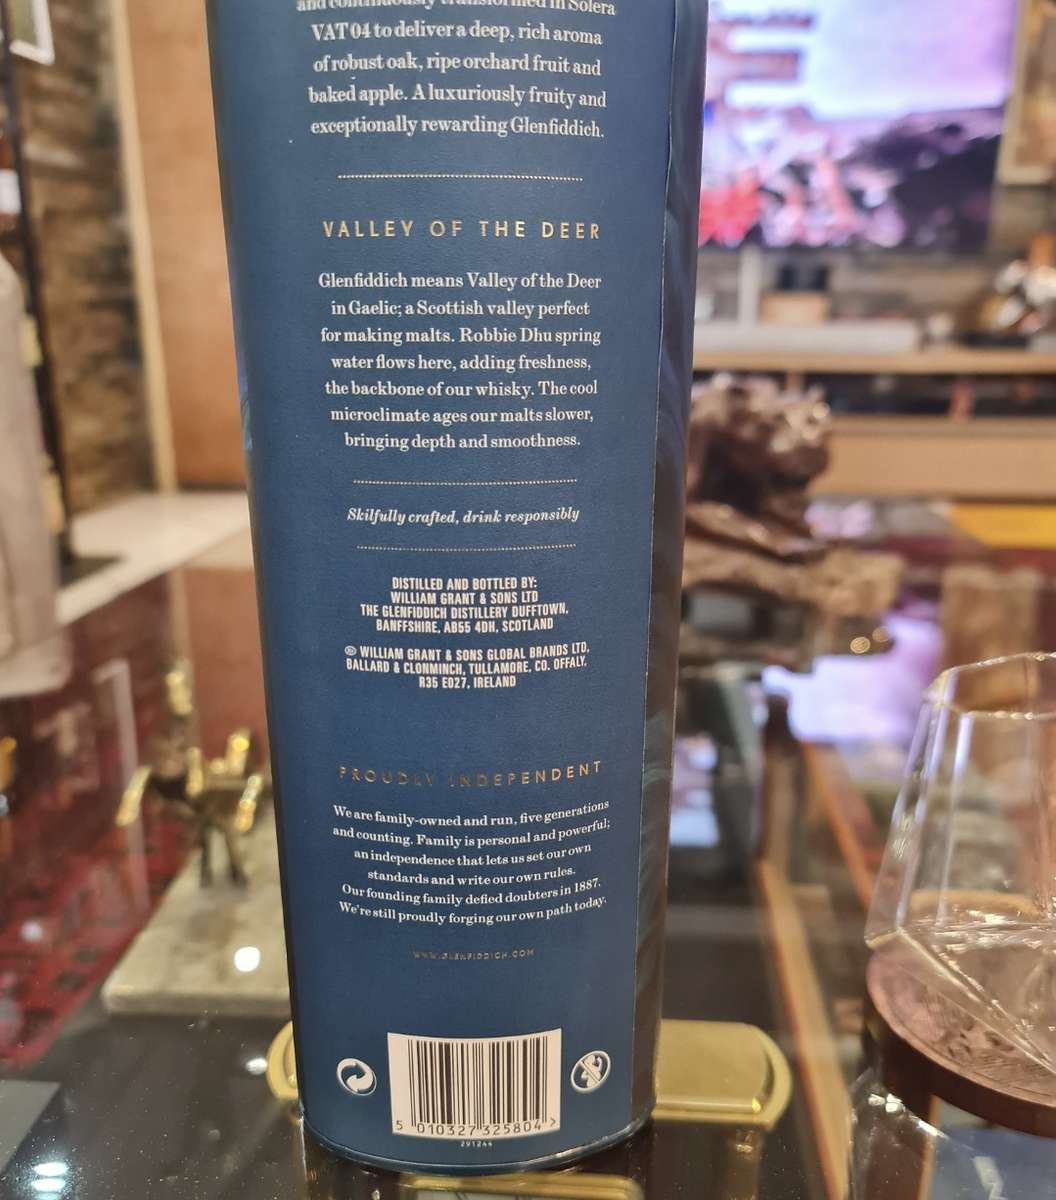 and continuously transformed in Solera
VAT 04 to deliver a deep, rich aroma
of robust oak, ripe orchard fruit and
baked apple. A luxuriously fruity and
exceptionally rewarding Glenfiddich.
VALLEY OF THE DEER
Glenfiddich means Valley of the Deer
in Gaelic; a Scottish valley perfect
for making malts. Robbie Dhu spring
water flows here, adding freshness,
the backbone of our whisky. The cool
microclimate ages our malts slower,
bringing depth and smoothness.
Skilfully crafted, drink responsibly
DISTILLED AND BOTTLED BY:
WILLIAM GRANT & SONS LTD
THE GLENFIDDICH DISTILLERY DUFFTOWN,
BANFFSHIRE, AB55 4DH, SCOTLAND
® WILLIAM GRANT & SONS GLOBAL BRANDS LTD,
BALLARD & CLONMINCH, TULLAMORE, CO. OFFALY,
R35 E027, IRELAND
PROUDLY INDEPENDENT
We are family-owned and run, five generations
and counting. Family is personal and powerful;
an independence that lets us set our own
standards and write our own rules.
Our founding family defied doubters in 1887.
We're still proudly forging our own path today.
WWW.GLENFIDDICH.COM
5 010327 325804 >
291244